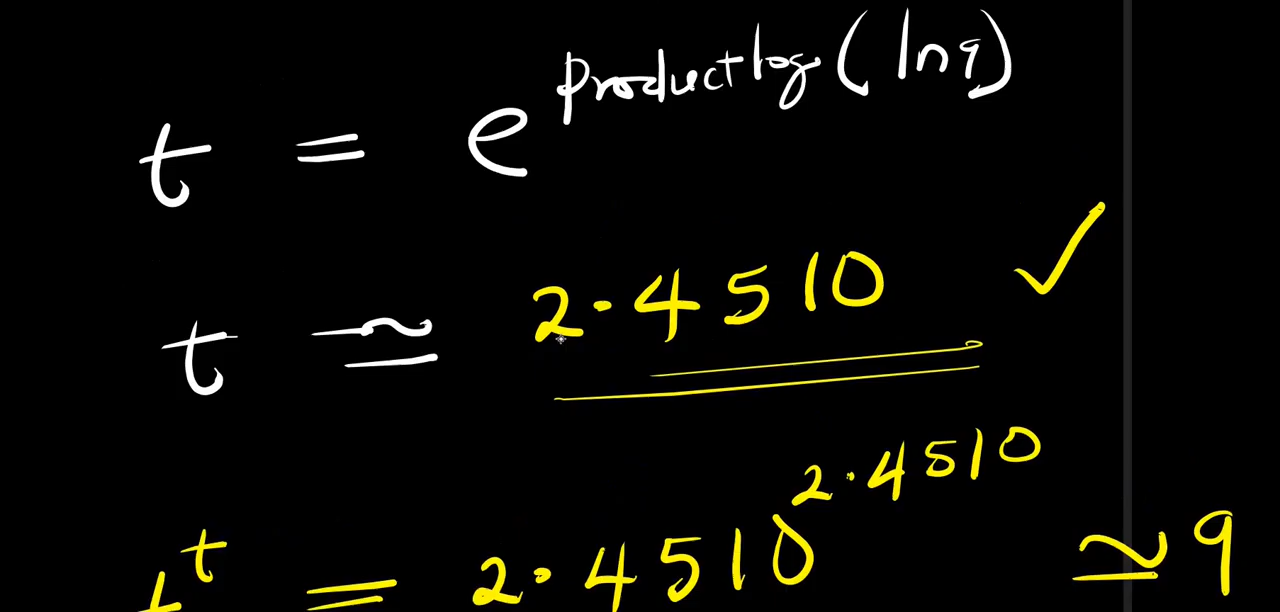 t = e^productlog(ln9)
t ≃ 2.4510 ✓
t^t = 2.4510^2.4510 ≃ 9